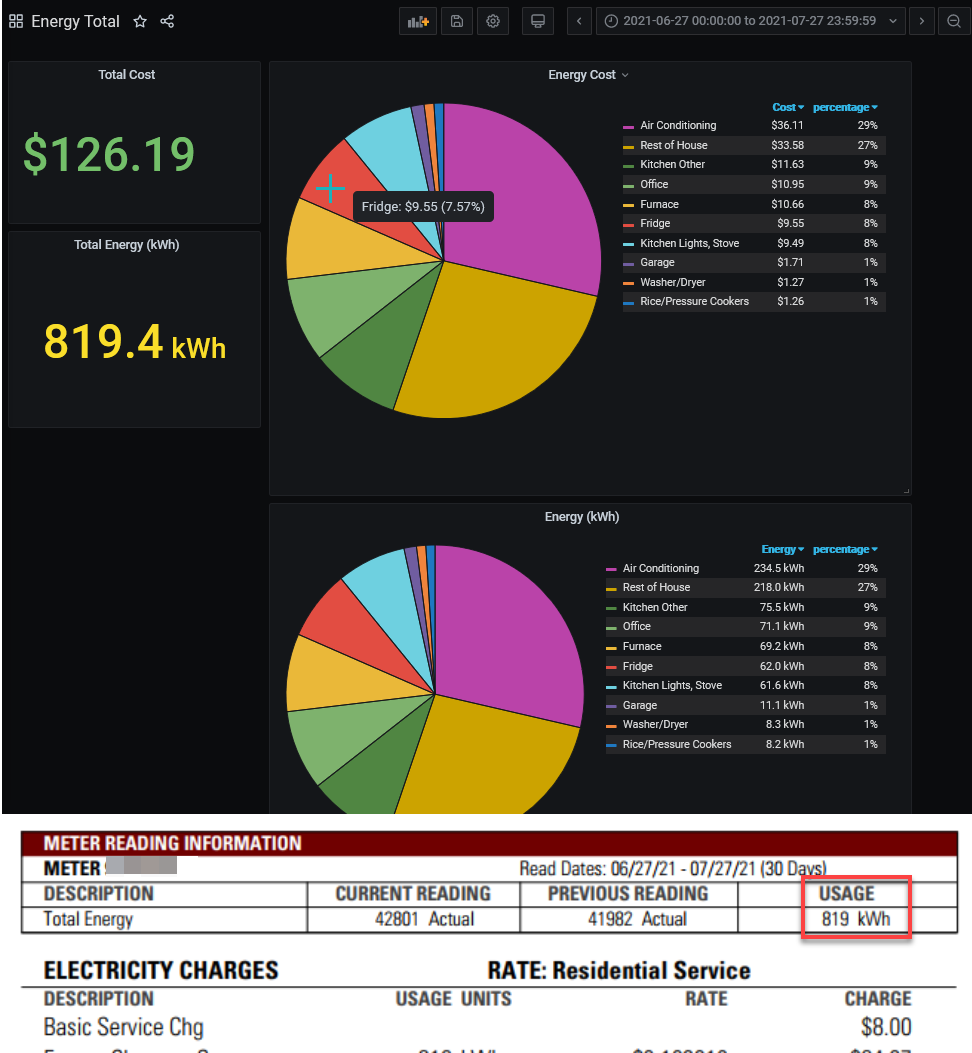 Energy Total
2021-06-27 00:00:00 to 2021-07-27 23:59:59
Total Cost
$126.19
Total Energy (kWh)
819.4 kWh
Energy Cost
Cost percentage
Air Conditioning $36.11 29%
Rest of House $33.58 27%
Kitchen Other $11.63 9%
Office $10.95 9%
Furnace $10.66 8%
Fridge $9.55 8%
Kitchen Lights, Stove $9.49 8%
Garage $1.71 1%
Washer/Dryer $1.27 1%
Rice/Pressure Cookers $1.26 1%
Fridge: $9.55 (7.57%)
Energy (kWh)
Energy percentage
Air Conditioning 234.5 kWh 29%
Rest of House 218.0 kWh 27%
Kitchen Other 75.5 kWh 9%
Office 71.1 kWh 9%
Furnace 69.2 kWh 8%
Fridge 62.0 kWh 8%
Kitchen Lights, Stove 61.6 kWh 8%
Garage 11.1 kWh 1%
Washer/Dryer 8.3 kWh 1%
Rice/Pressure Cookers 8.2 kWh 1%
METER READING INFORMATION
METER Read Dates: 06/27/21 - 07/27/21 (30 Days)
DESCRIPTION CURRENT READING PREVIOUS READING USAGE
Total Energy 42801 Actual 41982 Actual 819 kWh
ELECTRICITY CHARGES RATE: Residential Service
DESCRIPTION USAGE UNITS RATE CHARGE
Basic Service Chg $8.00